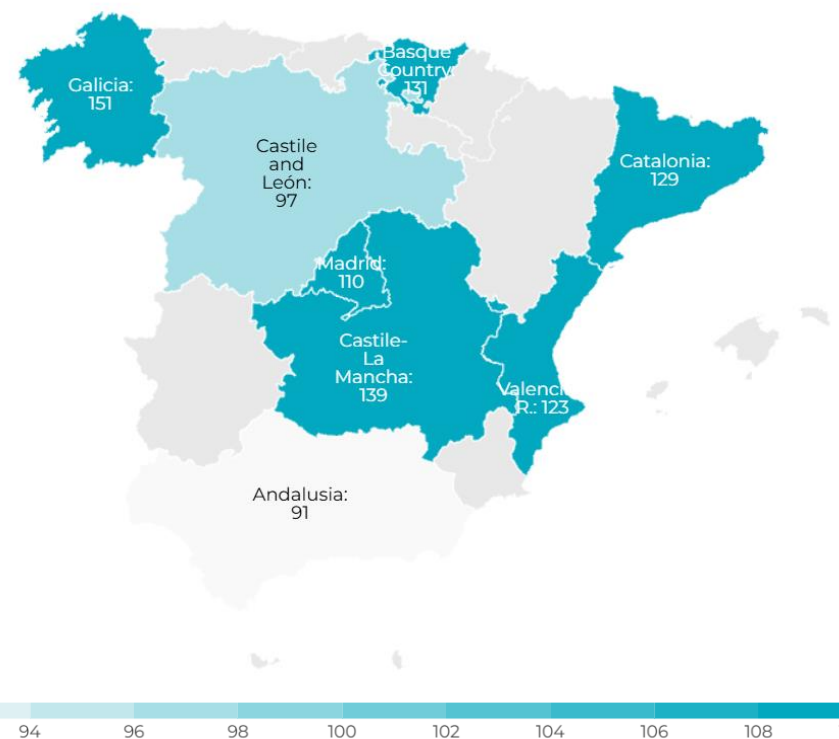 Basque
Country
131
Galicia:
151
Castile
and
León:
97
Catalonia:
129
Madrid:
110
Castile-
La
Mancha:
139
Valenci
R.: 123
Andalusia:
91
94 96 98 100 102 104 106 108